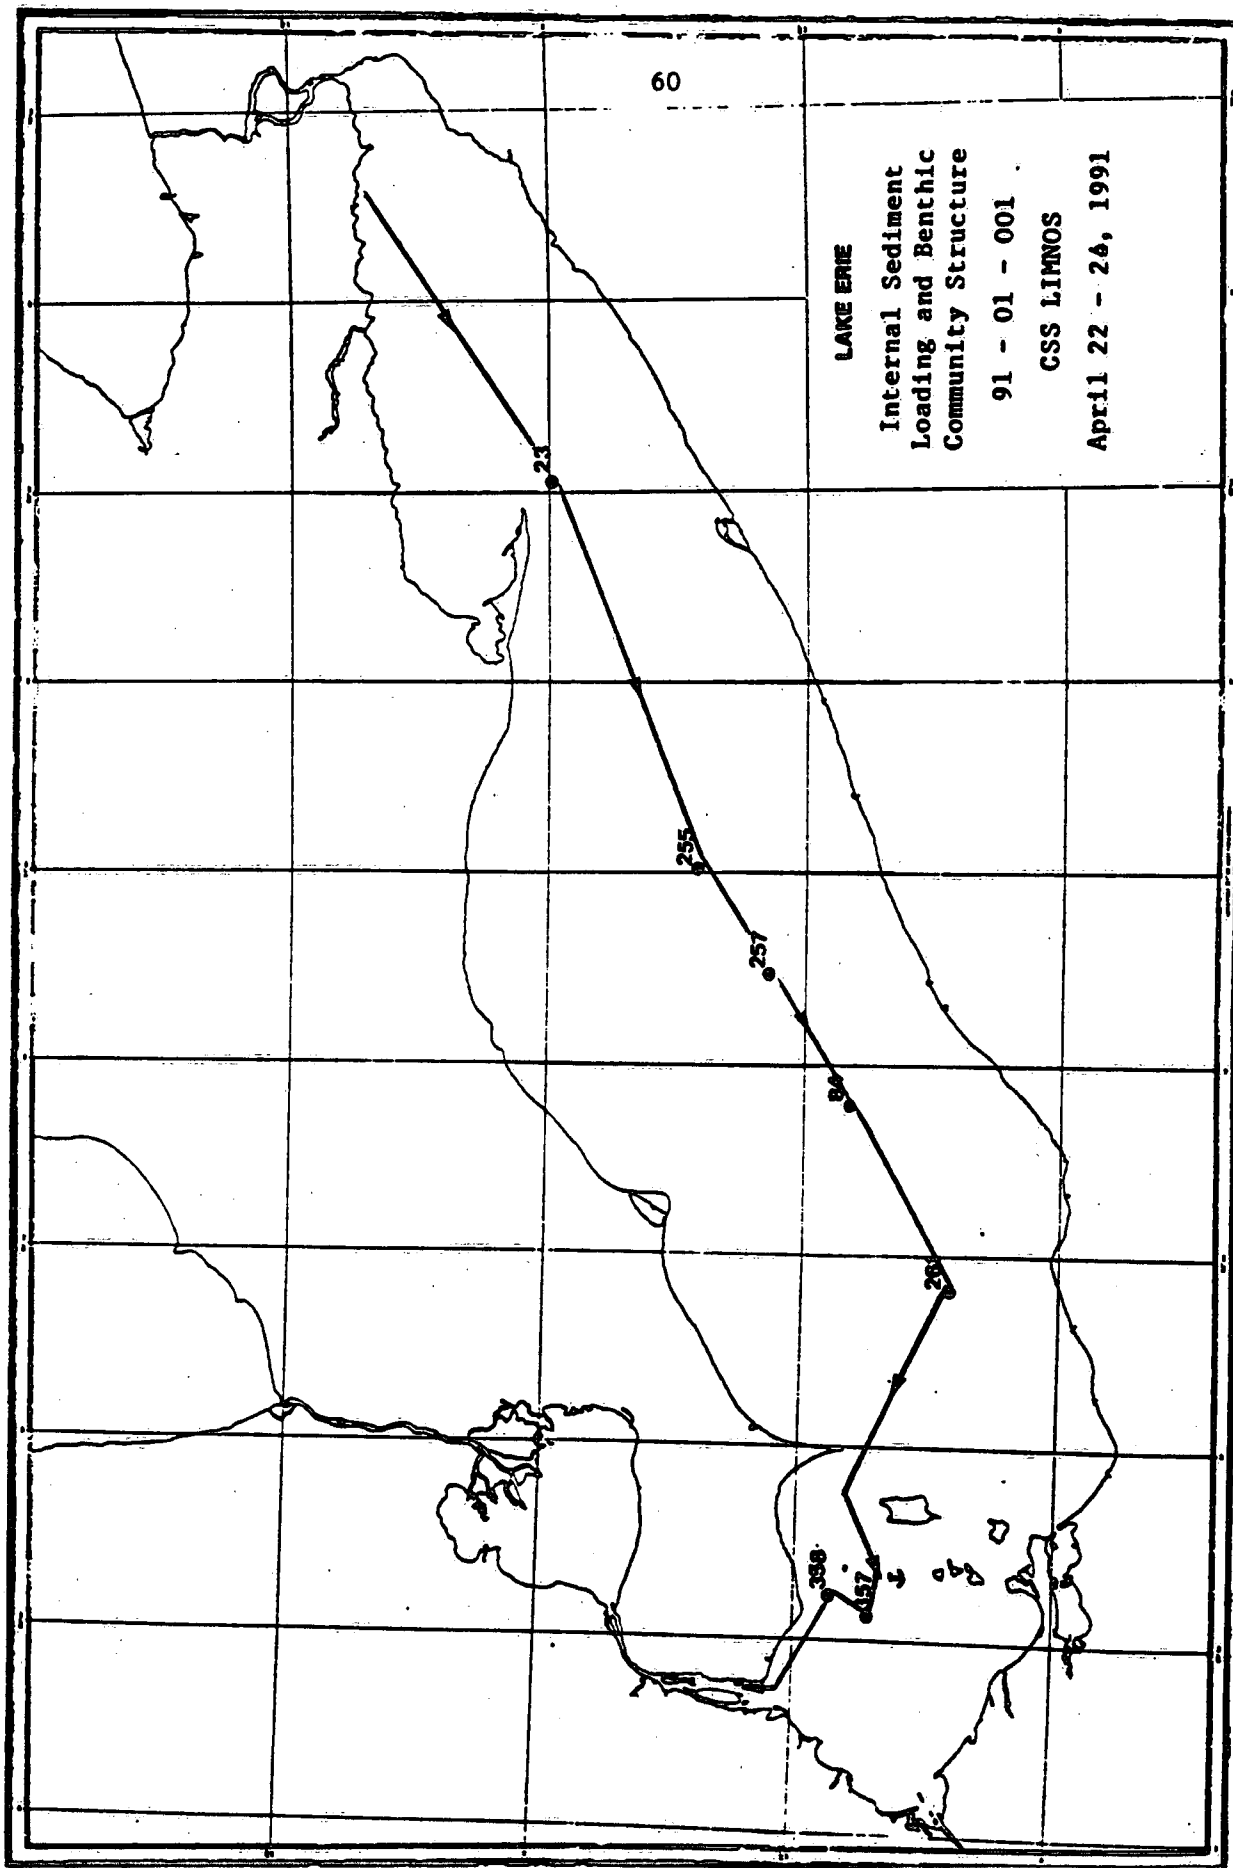 60
LAKE ERIE
Internal Sediment
Loading and Benthic
Community Structure
91 - 01 - 001
CSS LIMNOS
April 22 - 26, 1991
23
255
257
84
357
358